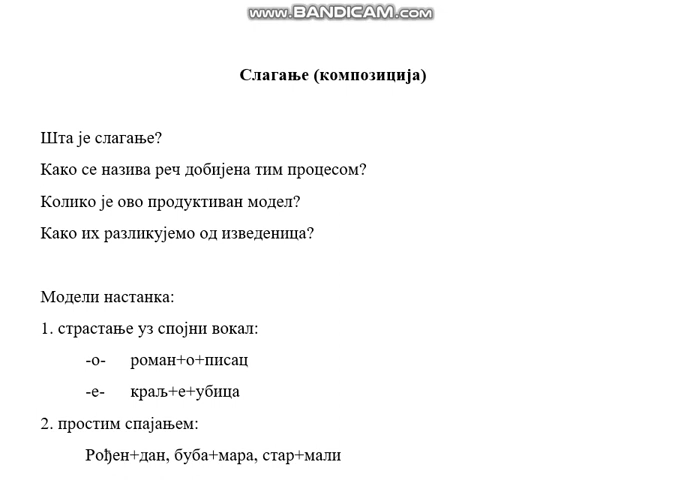 www.BANDICAM.com
Слагање (композиција)
Шта је слагање?
Како се назива реч добијена тим процесом?
Колико је ово продуктиван модел?
Како их разликујемо од изведеница?
Модели настанка:
1. страстање уз спојни вокал:
-о- роман+о+писац
-е- краљ+е+убица
2. простим спајањем:
Рођен+дан, буба+мара, стар+мали